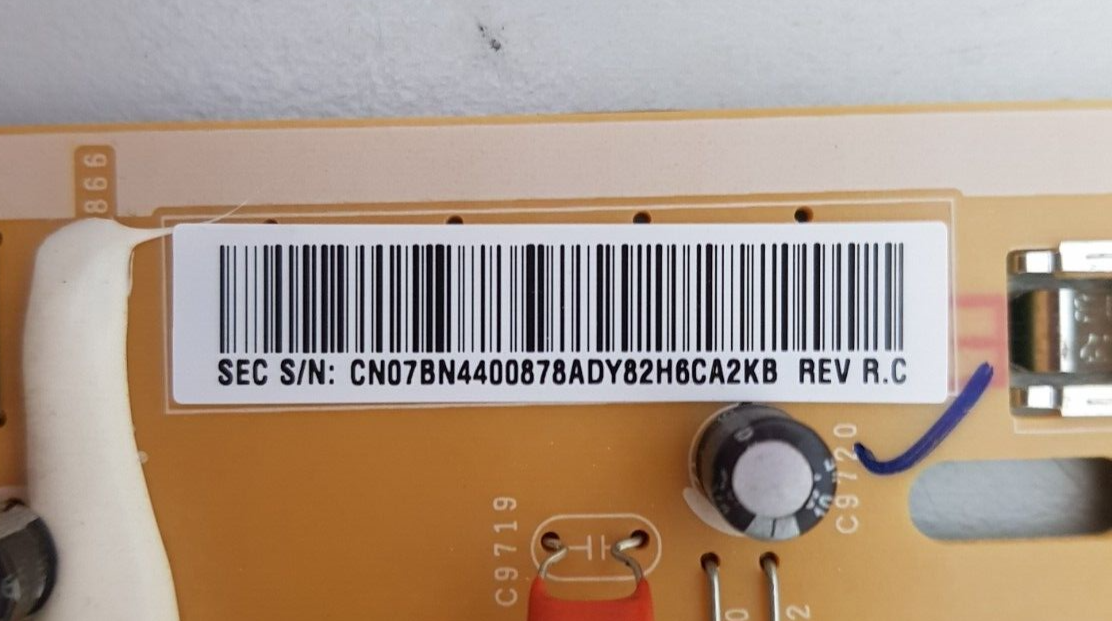 866
SEC S/N: CN07BN4400878ADY82H6CA2KB REV R.C
C9720
C9719